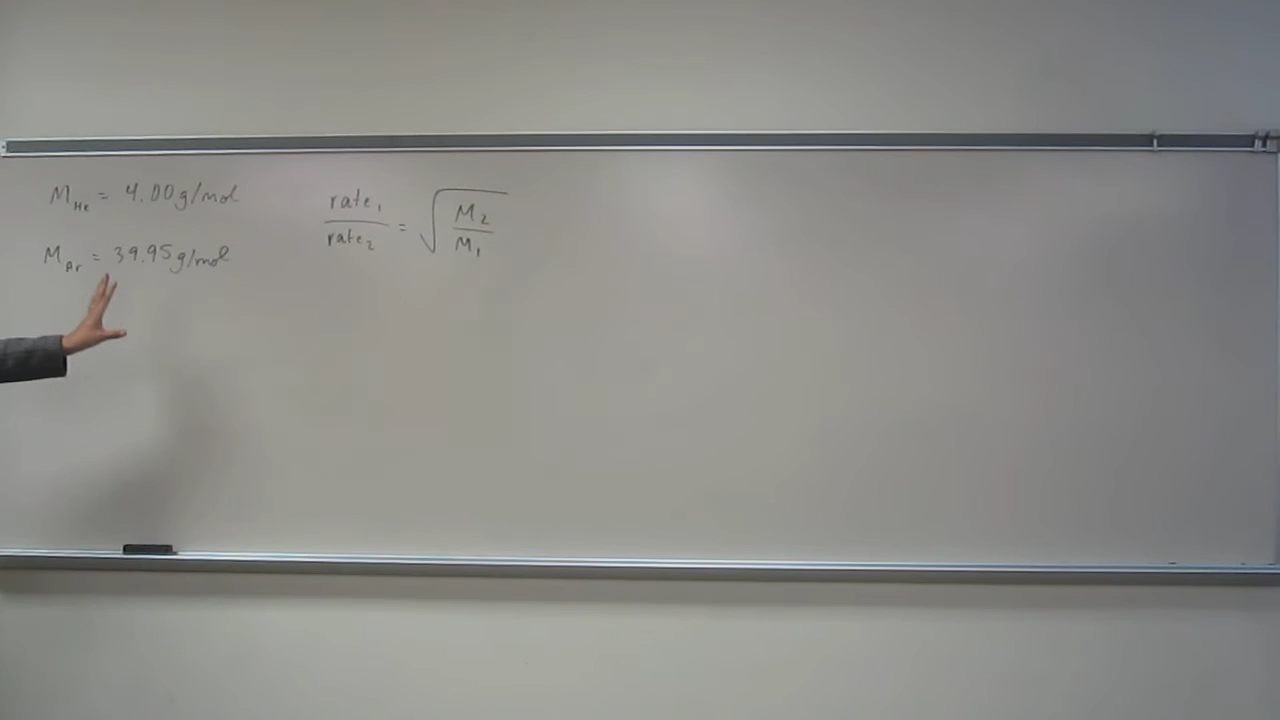 M_He = 4.00 g/mol
M_Ar = 39.95 g/mol
rate₁/rate₂ = √(M₂/M₁)